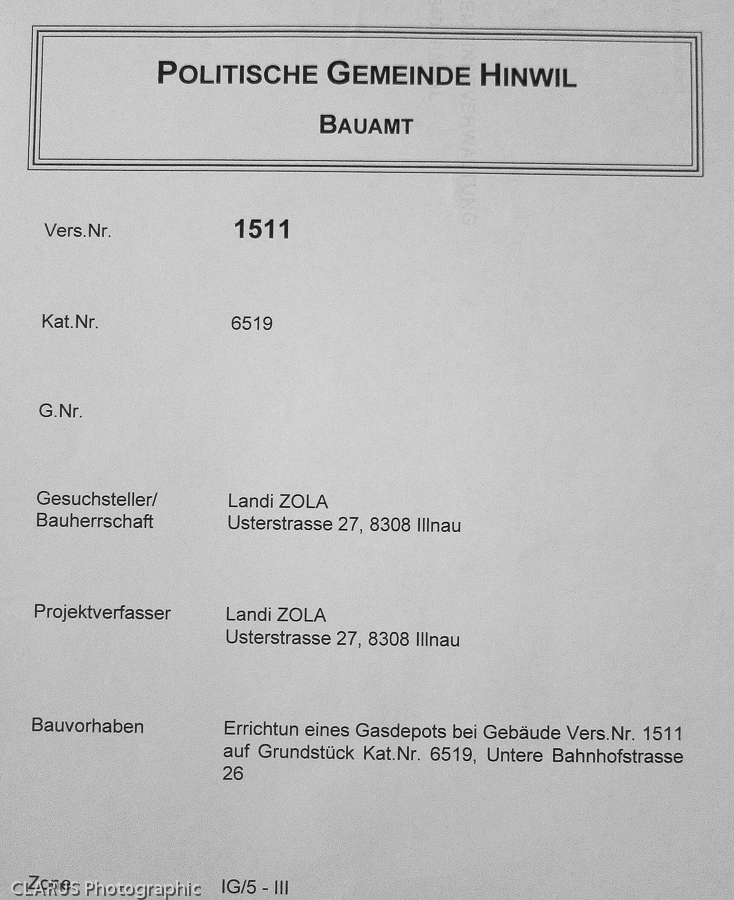 POLITISCHE GEMEINDE HINWIL
BAUAMT
Vers.Nr. 1511
Kat.Nr. 6519
G.Nr.
Gesuchsteller/ Landi ZOLA
Bauherrschaft Usterstrasse 27, 8308 Illnau
Projektverfasser Landi ZOLA
Usterstrasse 27, 8308 Illnau
Bauvorhaben Errichtun eines Gasdepots bei Gebäude Vers.Nr. 1511
auf Grundstück Kat.Nr. 6519, Untere Bahnhofstrasse
26
Zone IG/5 - III
CLARUS Photographic